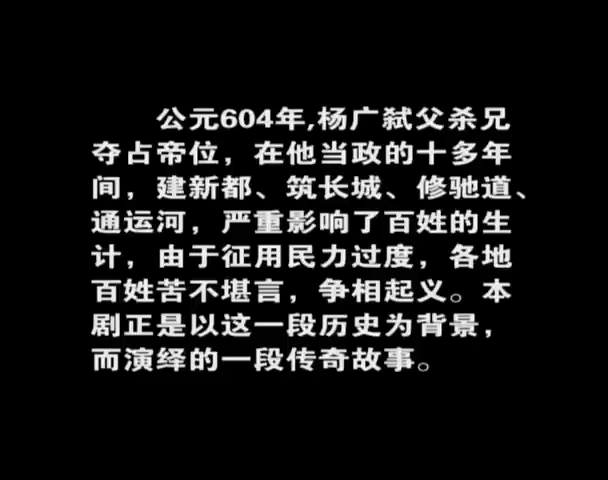 公元604年,杨广弑父杀兄
夺占帝位，在他当政的十多年
间，建新都、筑长城、修驰道、
通运河，严重影响了百姓的生
计，由于征用民力过度，各地
百姓苦不堪言，争相起义。本
剧正是以这一段历史为背景，
而演绎的一段传奇故事。